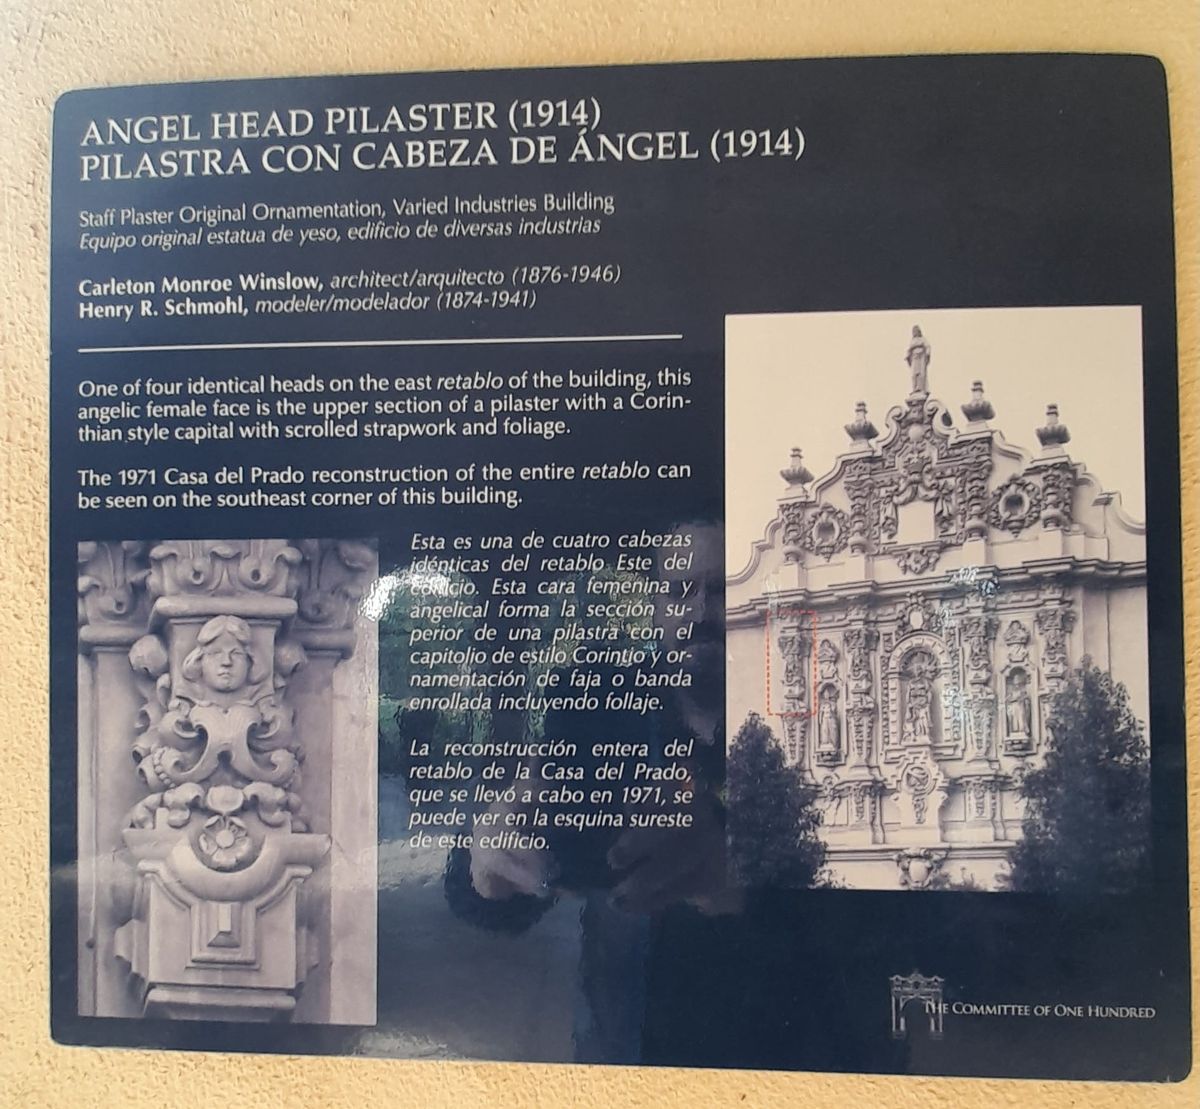 ANGEL HEAD PILASTER (1914)
PILASTRA CON CABEZA DE ÁNGEL (1914)
Staff Plaster Original Ornamentation, Varied Industries Building
Equipo original estatua de yeso, edificio de diversas industrias
Carleton Monroe Winslow, architect/arquitecto (1876-1946)
Henry R. Schmohl, modeler/modelador (1874-1941)
One of four identical heads on the east retablo of the building, this
angelic female face is the upper section of a pilaster with a Corin-
thian style capital with scrolled strapwork and foliage.
The 1971 Casa del Prado reconstruction of the entire retablo can
be seen on the southeast corner of this building.
Esta es una de cuatro cabezas
idénticas del retablo Este del
edificio. Esta cara femenina y
angelical forma la sección su-
perior de una pilastra con el
capitolio de estilo Corintio y or-
namentación de faja o banda
enrollada incluyendo follaje.
La reconstrucción entera del
retablo de la Casa del Prado,
que se llevó a cabo en 1971, se
puede ver en la esquina sureste
de este edificio.
THE COMMITTEE OF ONE HUNDRED